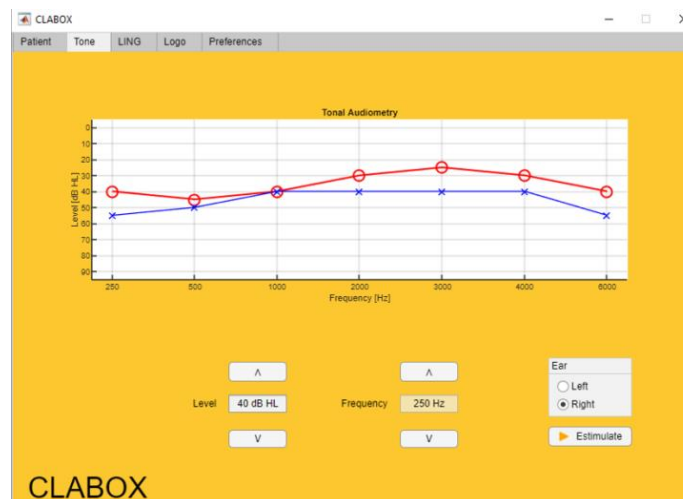 CLABOX
Patient Tone LING Logo Preferences
Tonal Audiometry
Level [dB HL]
0
10
20
30
40
50
60
70
80
90
250 500 1000 2000 3000 4000 6000
Frequency [Hz]
Ear
Left
Level 40 dB HL Frequency 250 Hz Right
Estimulate
CLABOX